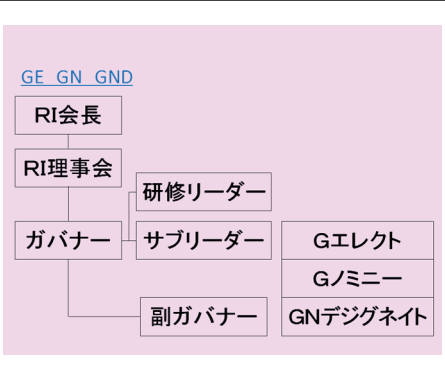 GE GN GND
RI会長
RI理事会
研修リーダー
ガバナー
サブリーダー
Gエレクト
Gノミニー
副ガバナー
GNデジグネイト